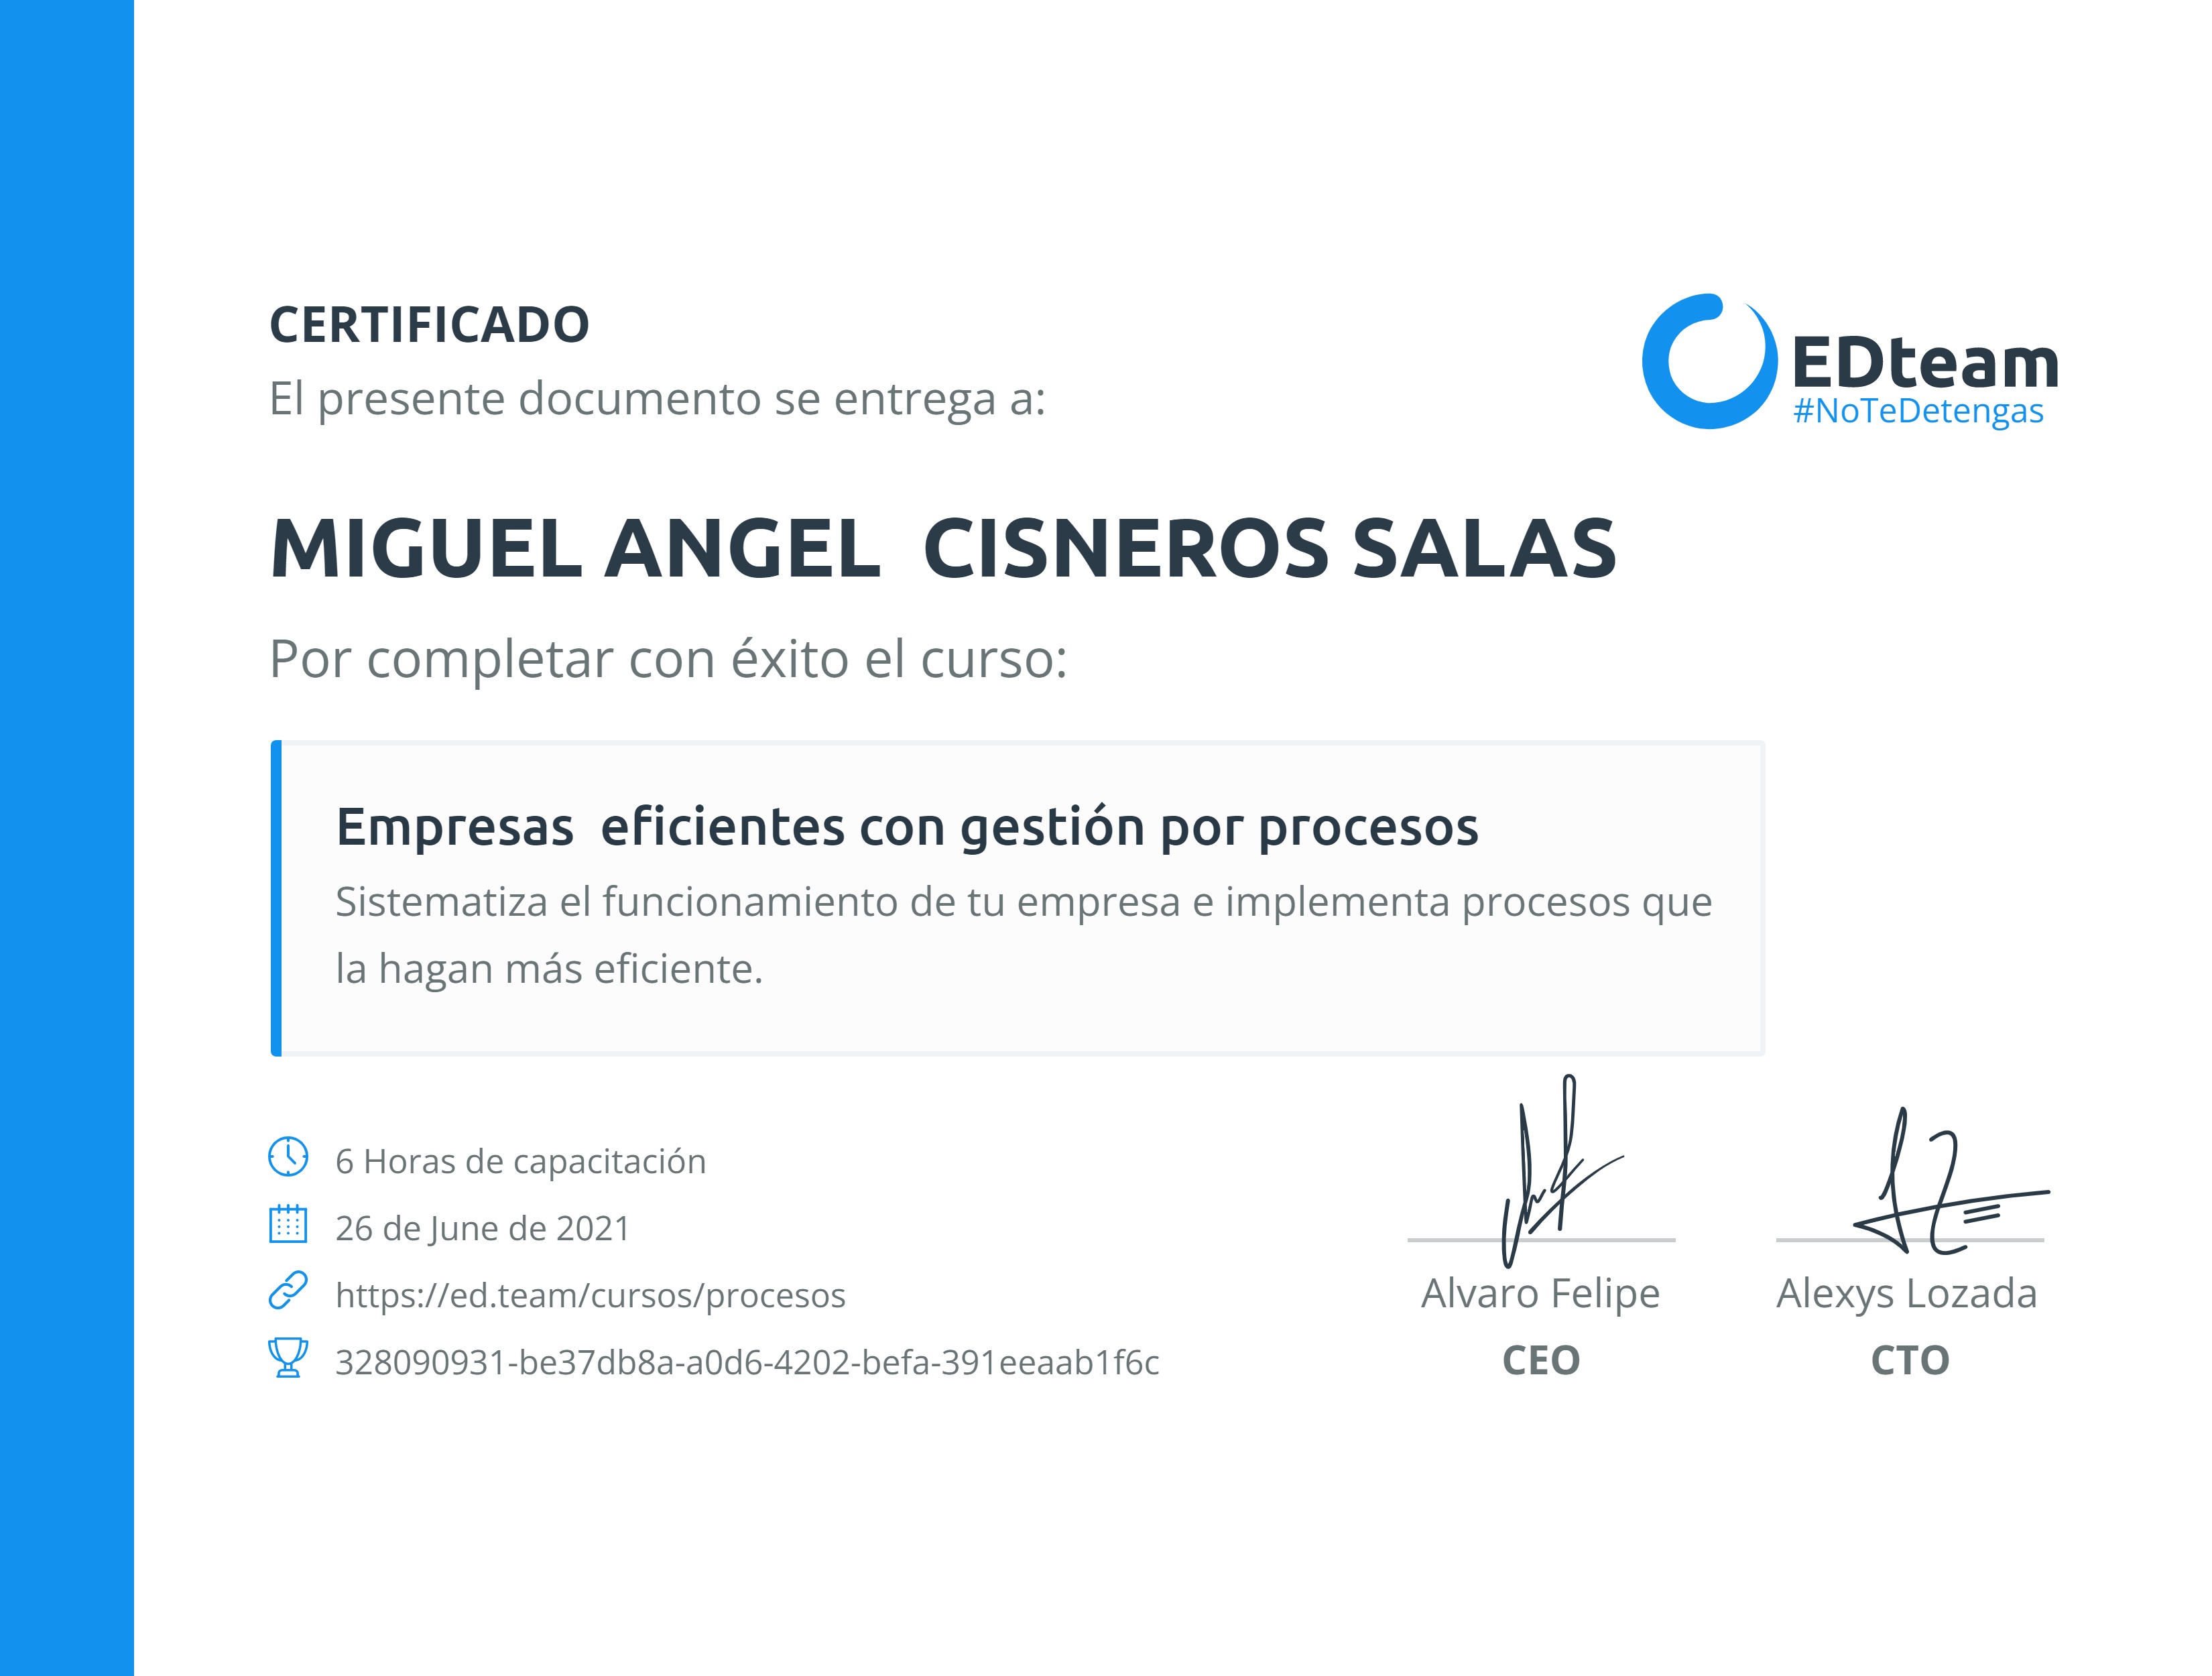 CERTIFICADO
El presente documento se entrega a:
EDteam
#NoTeDetengas
MIGUEL ANGEL  CISNEROS SALAS
Por completar con éxito el curso:
Empresas  eficientes con gestión por procesos
Sistematiza el funcionamiento de tu empresa e implementa procesos que
la hagan más eficiente.
6 Horas de capacitación
26 de June de 2021
https://ed.team/cursos/procesos
328090931-be37db8a-a0d6-4202-befa-391eeaab1f6c
Alvaro Felipe
CEO
Alexys Lozada
CTO